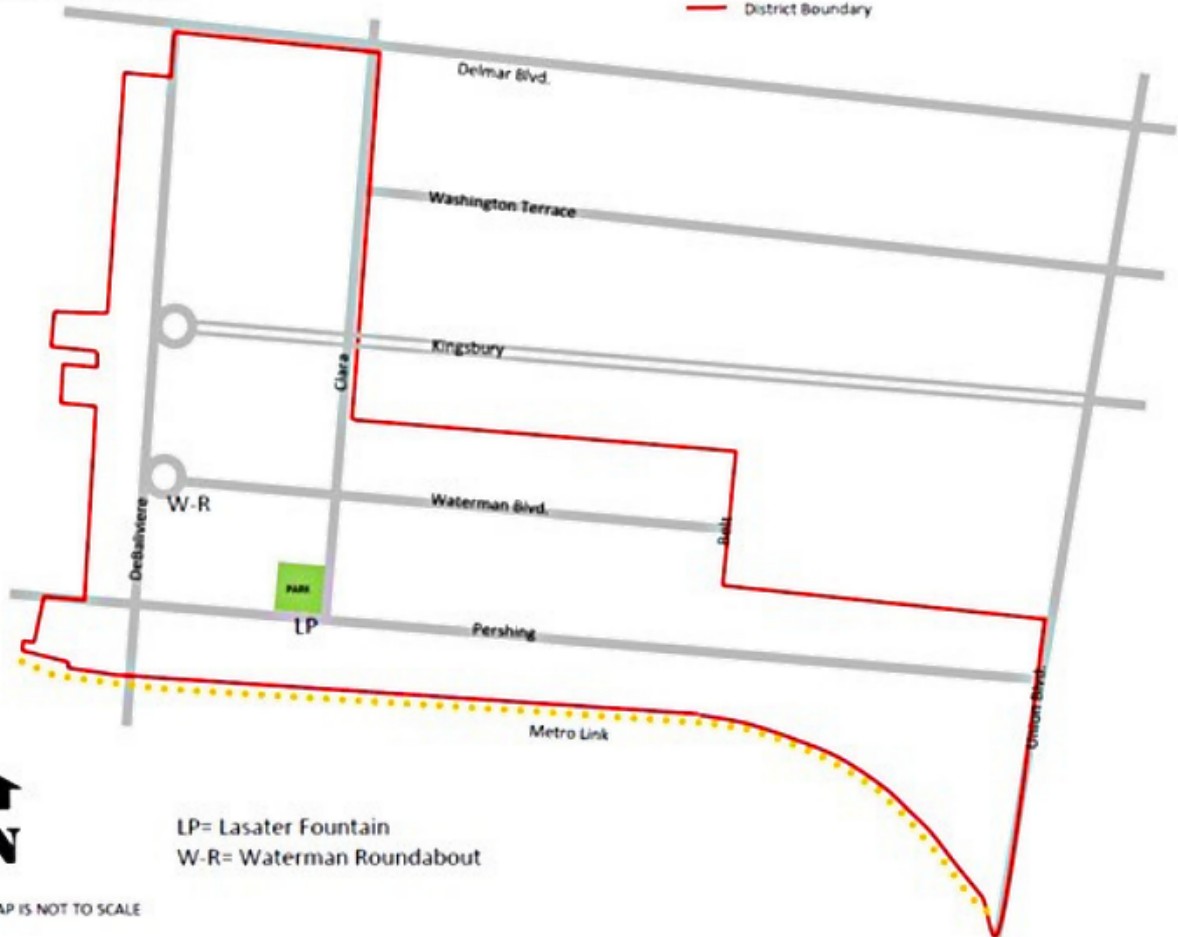 District Boundary
Delmar Blvd.
Washington Terrace
Kingsbury
Clara
Waterman Blvd.
W-R
Belt
DeBaliviere
PARK
LP
Pershing
Union Blvd.
Metro Link
N
LP= Lasater Fountain
W-R= Waterman Roundabout
AP IS NOT TO SCALE